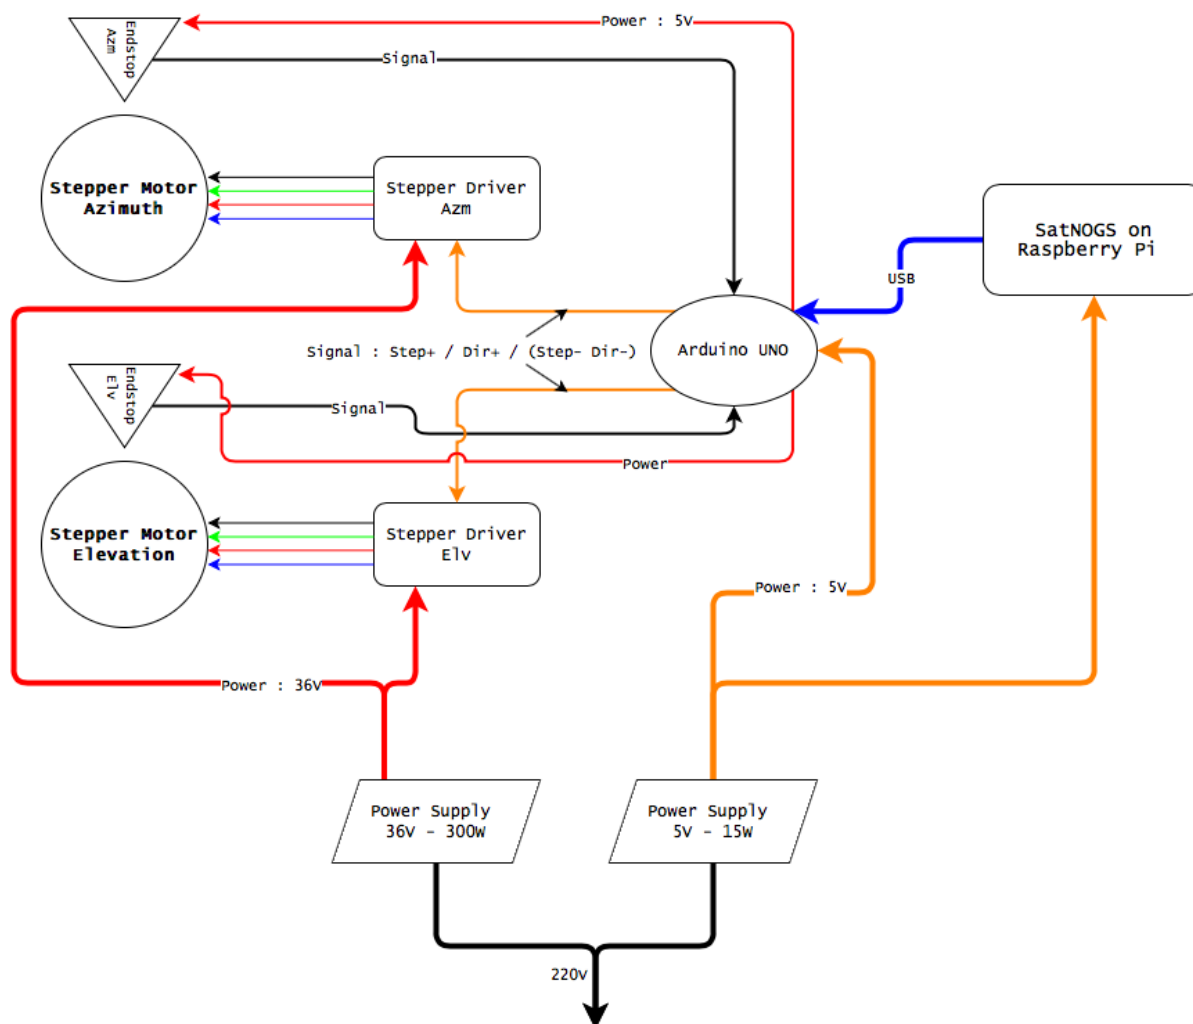 Power : 5V
Endstop
Azm
Signal
Stepper Motor
Azimuth
Stepper Driver
Azm
SatNOGS on
Raspberry Pi
USB
Signal : Step+ / Dir+ / (Step- Dir-)
Arduino UNO
Endstop
Elv
Signal
Power
Stepper Motor
Elevation
Stepper Driver
Elv
Power : 5V
Power : 36V
Power Supply
36V - 300W
Power Supply
5V - 15W
220V